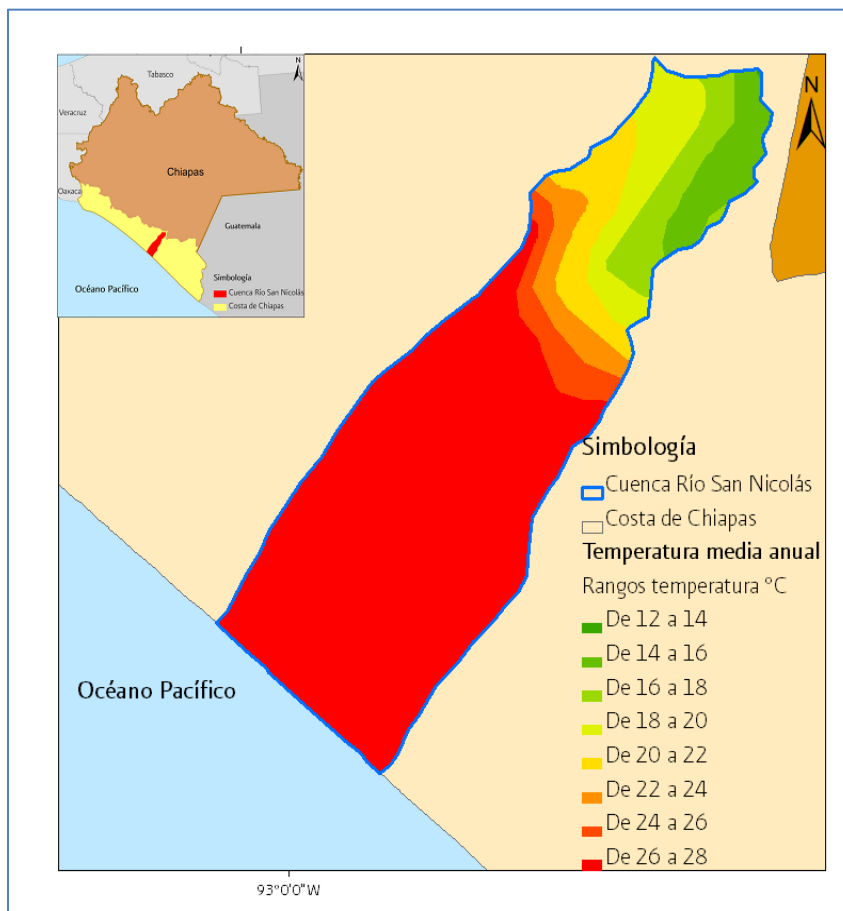 N
Tabasco
Veracruz
Chiapas
Oaxaca
Guatemala
Simbología
Océano Pacífico
Cuenca Río San Nicolás
Costa de Chiapas
N
Simbología
Cuenca Río San Nicolás
Costa de Chiapas
Temperatura media anual
Rangos temperatura °C
De 12 a 14
De 14 a 16
De 16 a 18
De 18 a 20
De 20 a 22
De 22 a 24
De 24 a 26
De 26 a 28
Océano Pacífico
93°0'0"W